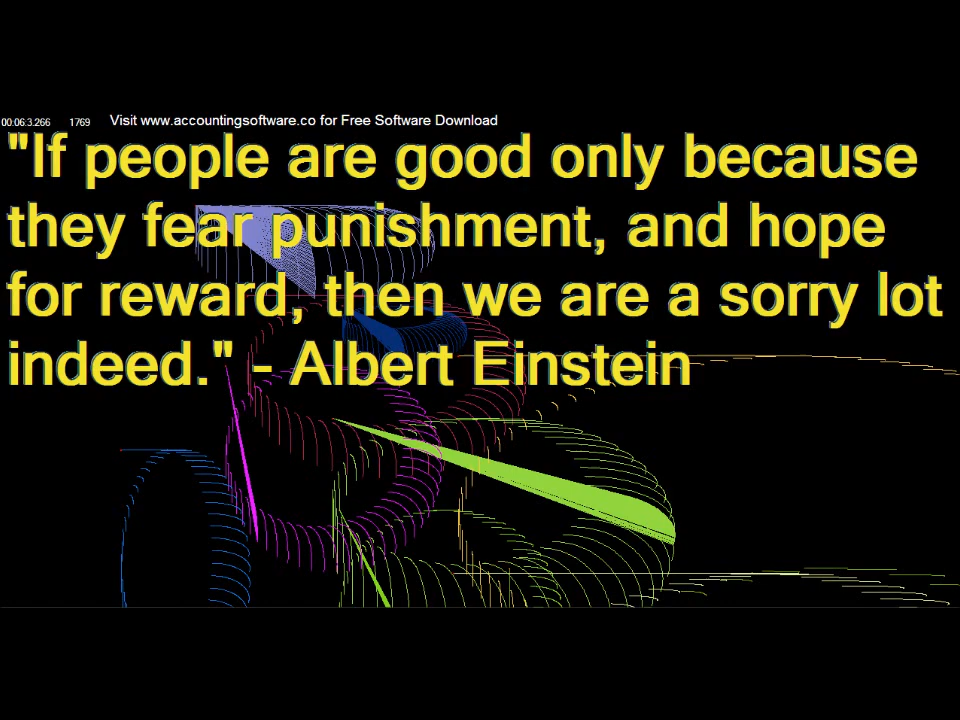 00:06:3.266 1769 Visit www.accountingsoftware.co for Free Software Download
"If people are good only because
they fear punishment, and hope
for reward, then we are a sorry lot
indeed." - Albert Einstein